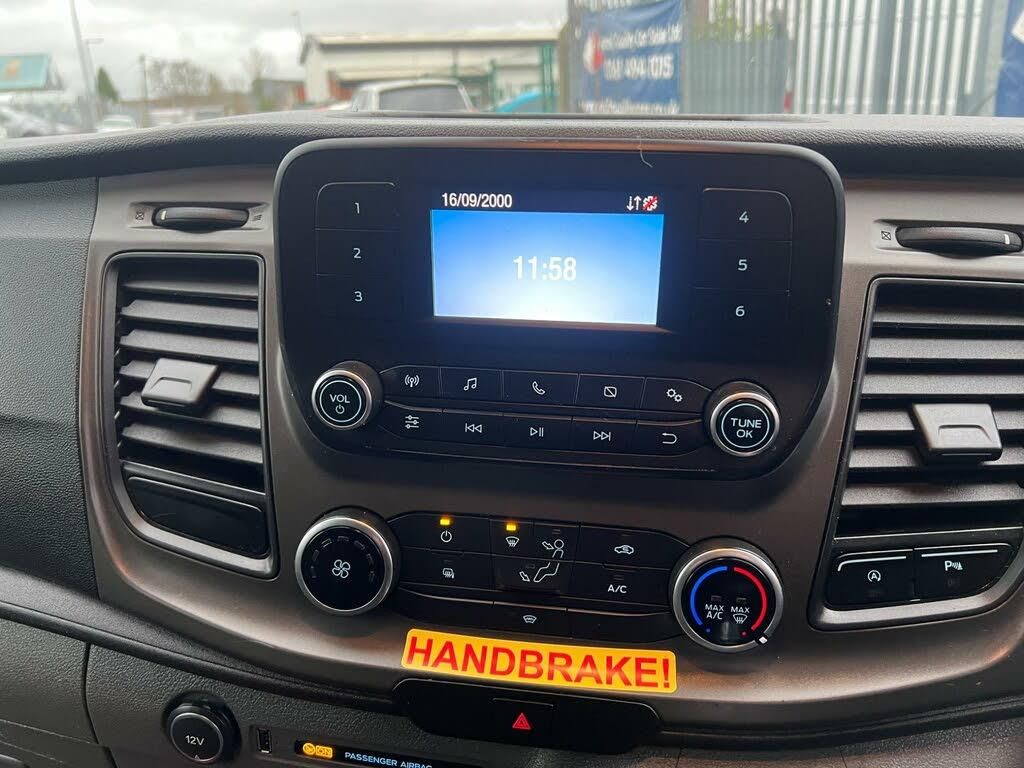 16/09/2000
11:58
1
2
3
4
5
6
VOL
TUNE
OK
A/C
MAX
A/C
MAX
HANDBRAKE!
12V
ON
PASSENGER AIRBAG